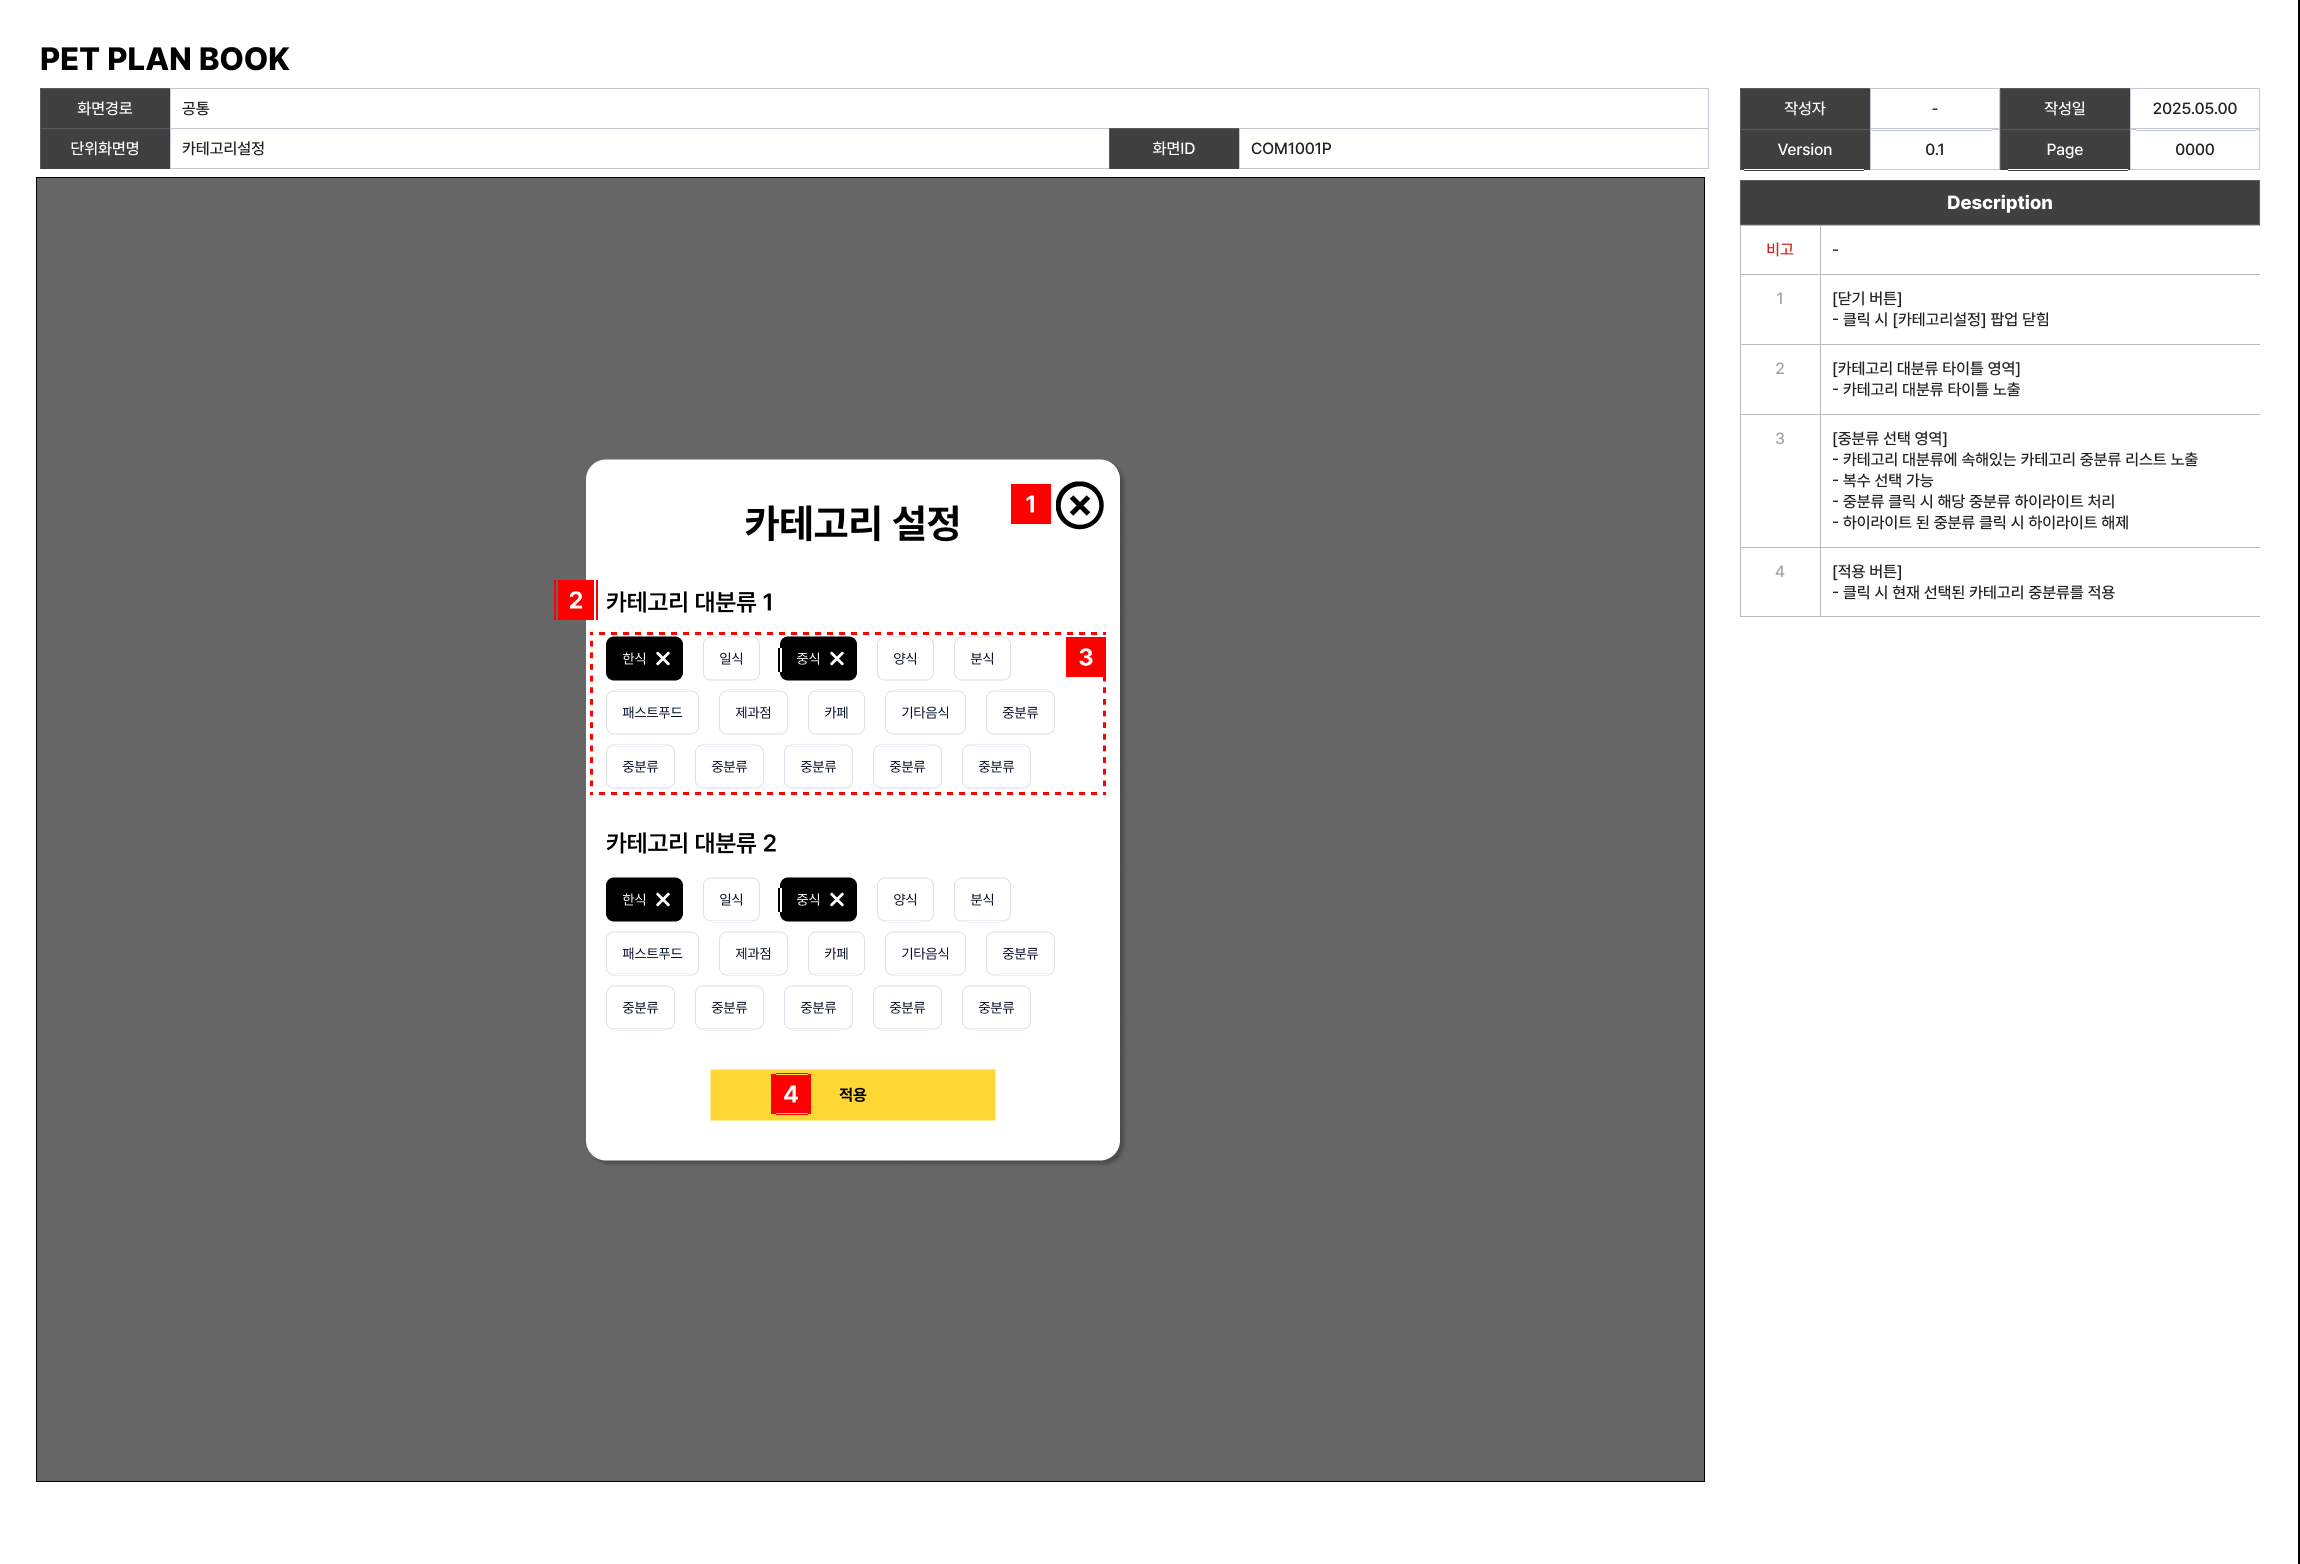 PET PLAN BOOK
화면경로 공통
단위화면명 카테고리설정 화면ID COM1001P
작성자 - 작성일 2025.05.00
Version 0.1 Page 0000
카테고리 설정 1
2 카테고리 대분류 1
한식 일식 중식 양식 분식 3
패스트푸드 제과점 카페 기타음식 중분류
중분류 중분류 중분류 중분류 중분류
카테고리 대분류 2
한식 일식 중식 양식 분식
패스트푸드 제과점 카페 기타음식 중분류
중분류 중분류 중분류 중분류 중분류
4 적용
Description
비고 -
1 [닫기 버튼]
- 클릭 시 [카테고리설정] 팝업 닫힘
2 [카테고리 대분류 타이틀 영역]
- 카테고리 대분류 타이틀 노출
3 [중분류 선택 영역]
- 카테고리 대분류에 속해있는 카테고리 중분류 리스트 노출
- 복수 선택 가능
- 중분류 클릭 시 해당 중분류 하이라이트 처리
- 하이라이트 된 중분류 클릭 시 하이라이트 해제
4 [적용 버튼]
- 클릭 시 현재 선택된 카테고리 중분류를 적용